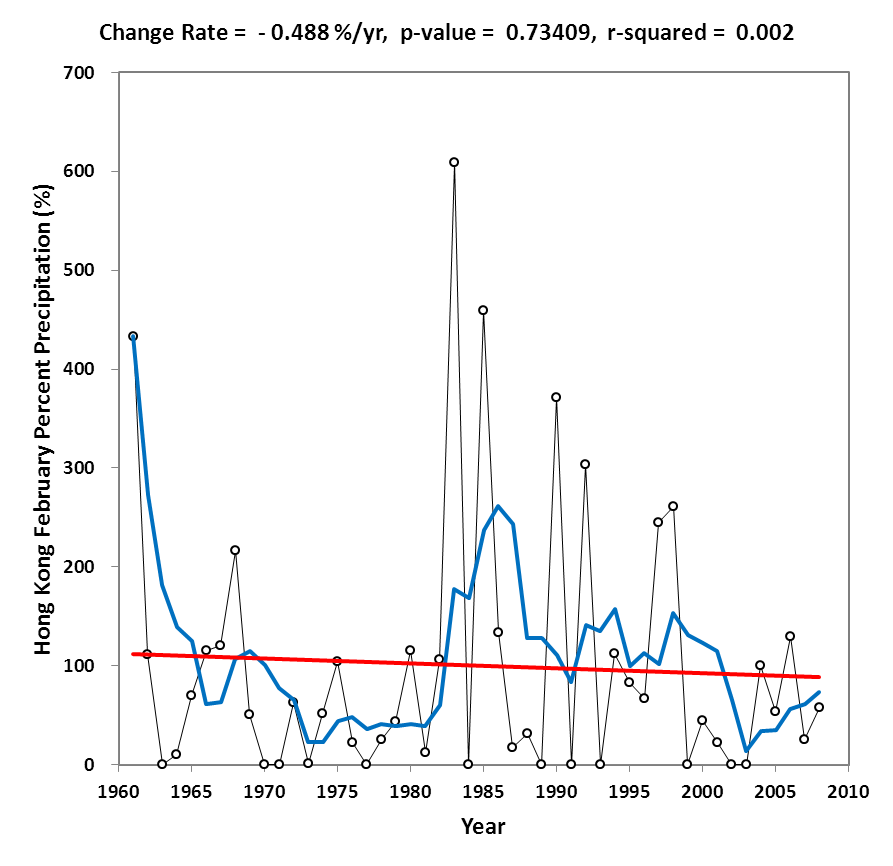 Change Rate = - 0.488 %/yr, p-value = 0.73409, r-squared = 0.002
700
600
500
400
300
200
100
0
Hong Kong February Percent Precipitation (%)
1960 1965 1970 1975 1980 1985 1990 1995 2000 2005 2010
Year